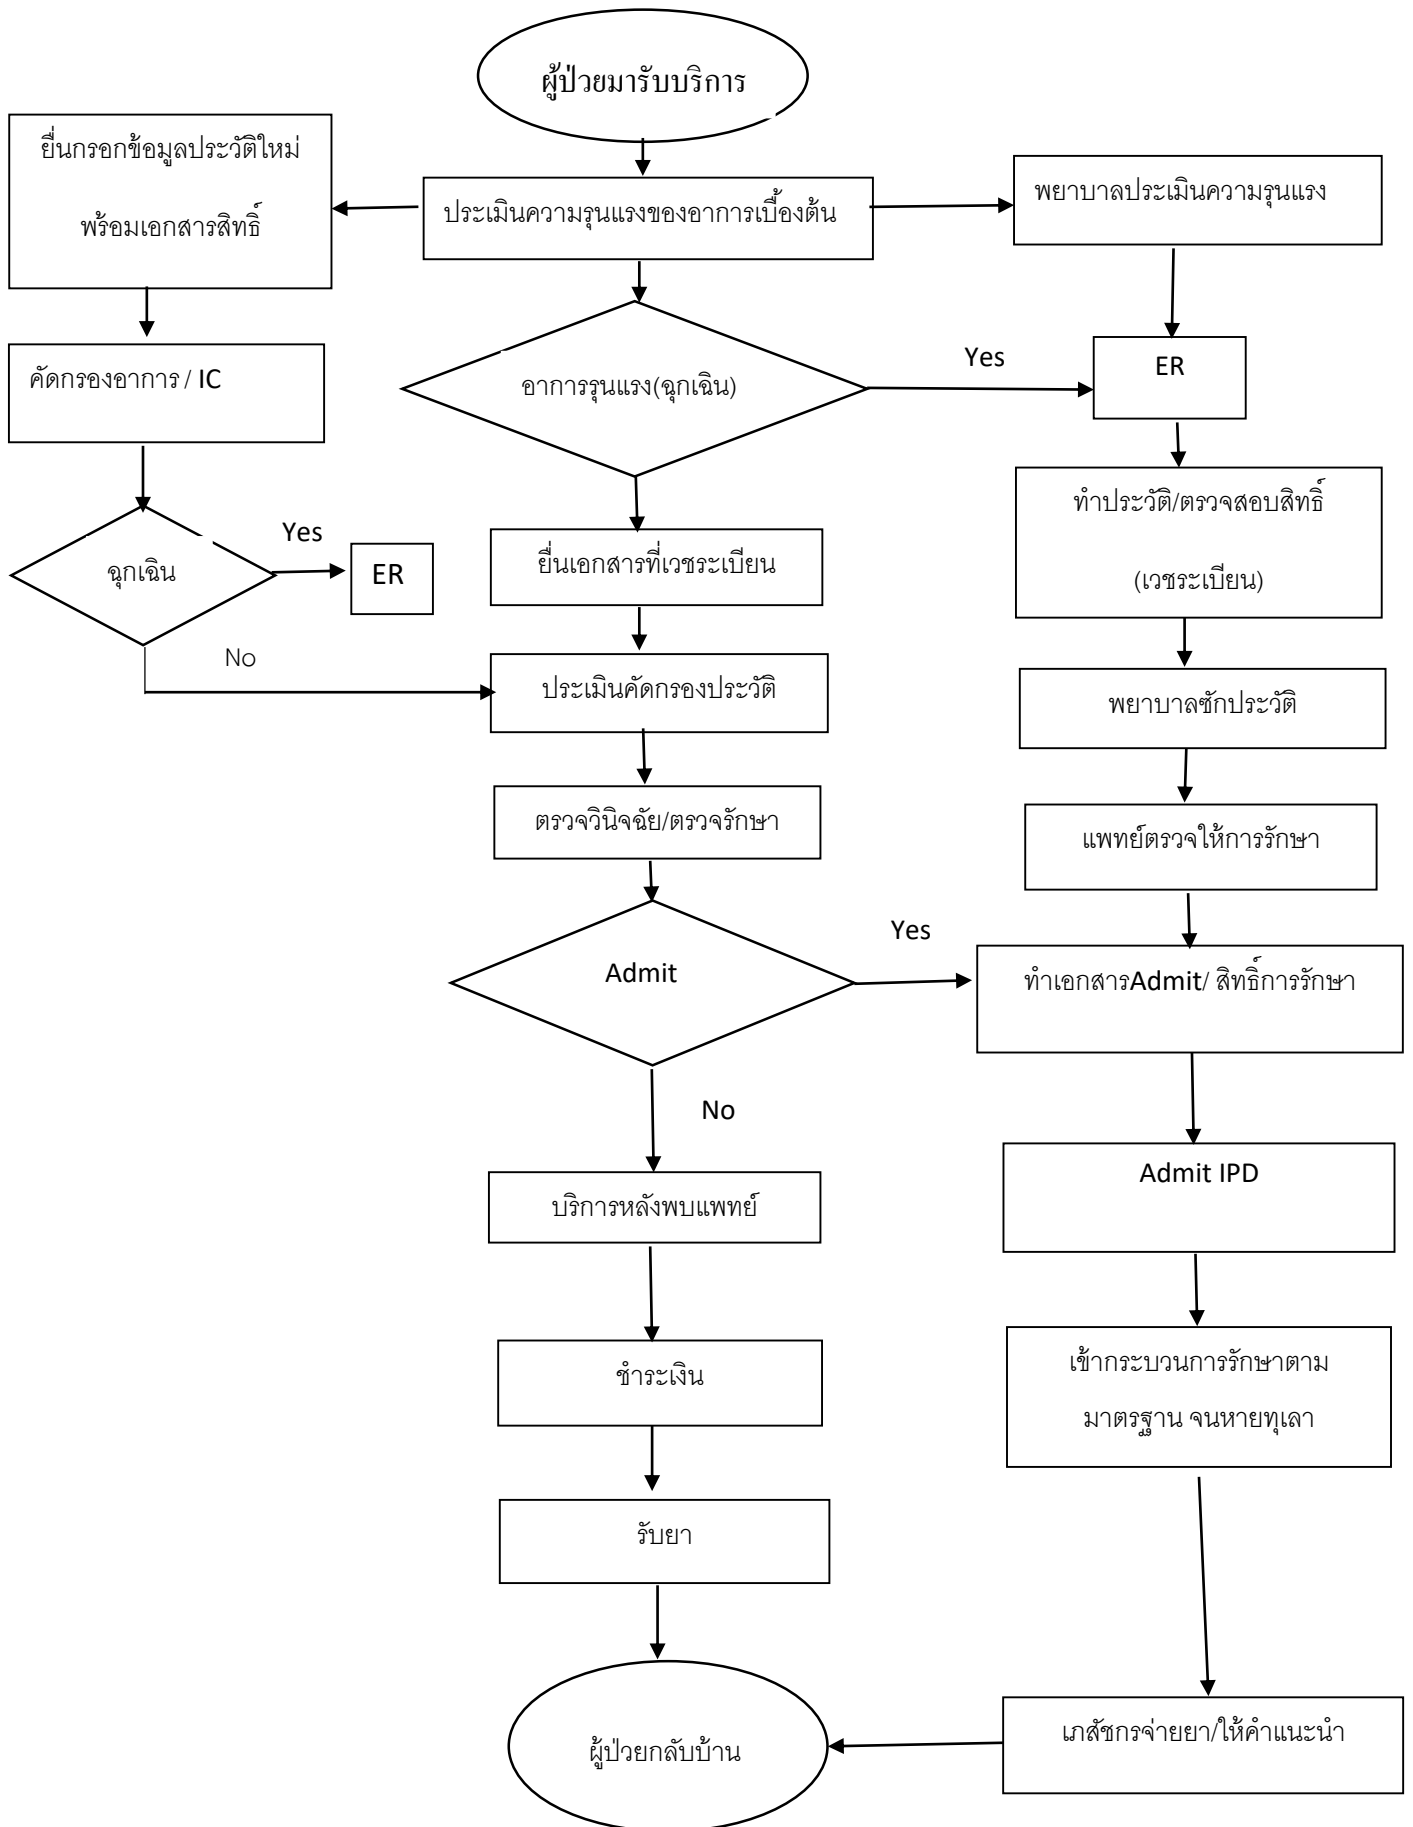 ผู้ป่วยมารับบริการ
ยื่นกรอกข้อมูลประวัติใหม่
พร้อมเอกสารสิทธิ์
ประเมินความรุนแรงของอาการเบื้องต้น
พยาบาลประเมินความรุนแรง
คัดกรองอาการ / IC
อาการรุนแรง(ฉุกเฉิน)
Yes
ER
ฉุกเฉิน
Yes
ER
No
ยื่นเอกสารที่เวชระเบียน
ทำประวัติ/ตรวจสอบสิทธิ์
(เวชระเบียน)
ประเมินคัดกรองประวัติ
พยาบาลซักประวัติ
ตรวจวินิจฉัย/ตรวจรักษา
แพทย์ตรวจให้การรักษา
Admit
Yes
ทำเอกสารAdmit/ สิทธิ์การรักษา
No
Admit IPD
บริการหลังพบแพทย์
ชำระเงิน
เข้ากระบวนการรักษาตาม
มาตรฐาน จนหายทุเลา
รับยา
เภสัชกรจ่ายยา/ให้คำแนะนำ
ผู้ป่วยกลับบ้าน